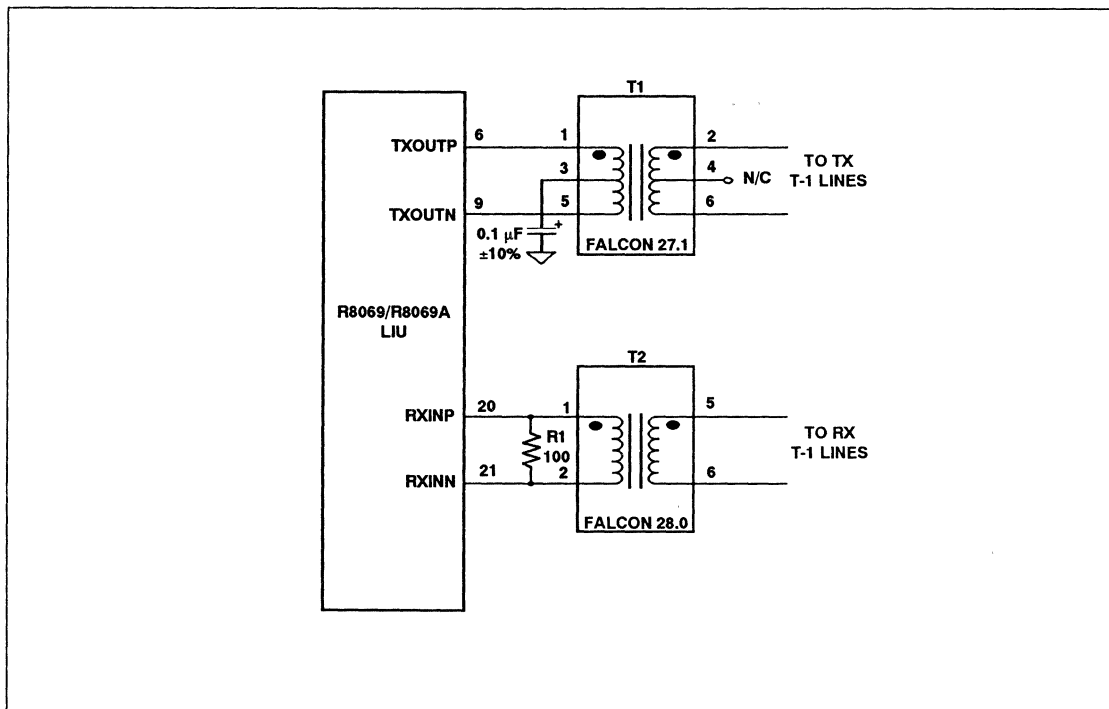 T1
TXOUTP 6 1 2
3 4 N/C
TO TX
T-1 LINES
TXOUTN 9 5 6
0.1 µF +
±10%
FALCON 27.1
R8069/R8069A
LIU
T2
RXINP 20 1 5
R1
100
TO RX
T-1 LINES
RXINN 21 2 6
FALCON 28.0